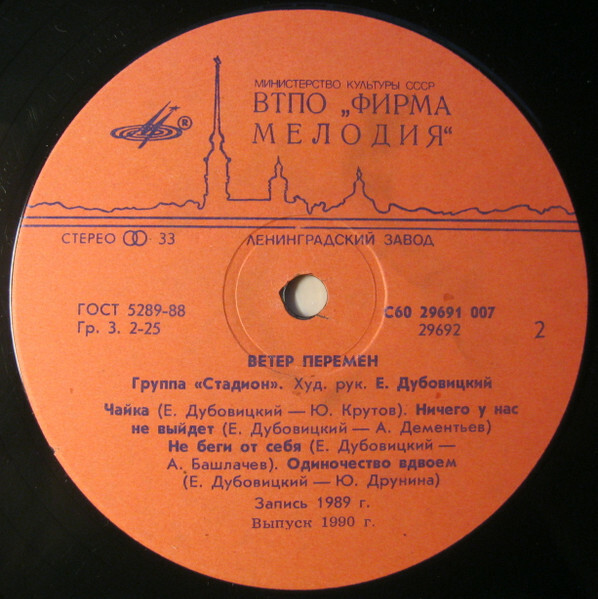 МИНИСТЕРСТВО КУЛЬТУРЫ СССР
ВТПО „ФИРМА
МЕЛОДИЯ“
®
СТЕРЕО 33
ЛЕНИНГРАДСКИЙ ЗАВОД
ГОСТ 5289-88
Гр. 3. 2-25
С60 29691 007
29692
2
ВЕТЕР ПЕРЕМЕН
Группа «Стадион». Худ. рук. Е. Дубовицкий
Чайка (Е. Дубовицкий — Ю. Крутов). Ничего у нас
не выйдет (Е. Дубовицкий — А. Дементьев)
Не беги от себя (Е. Дубовицкий —
А. Башлачев). Одиночество вдвоем
(Е. Дубовицкий — Ю. Друнина)
Запись 1989 г.
Выпуск 1990 г.